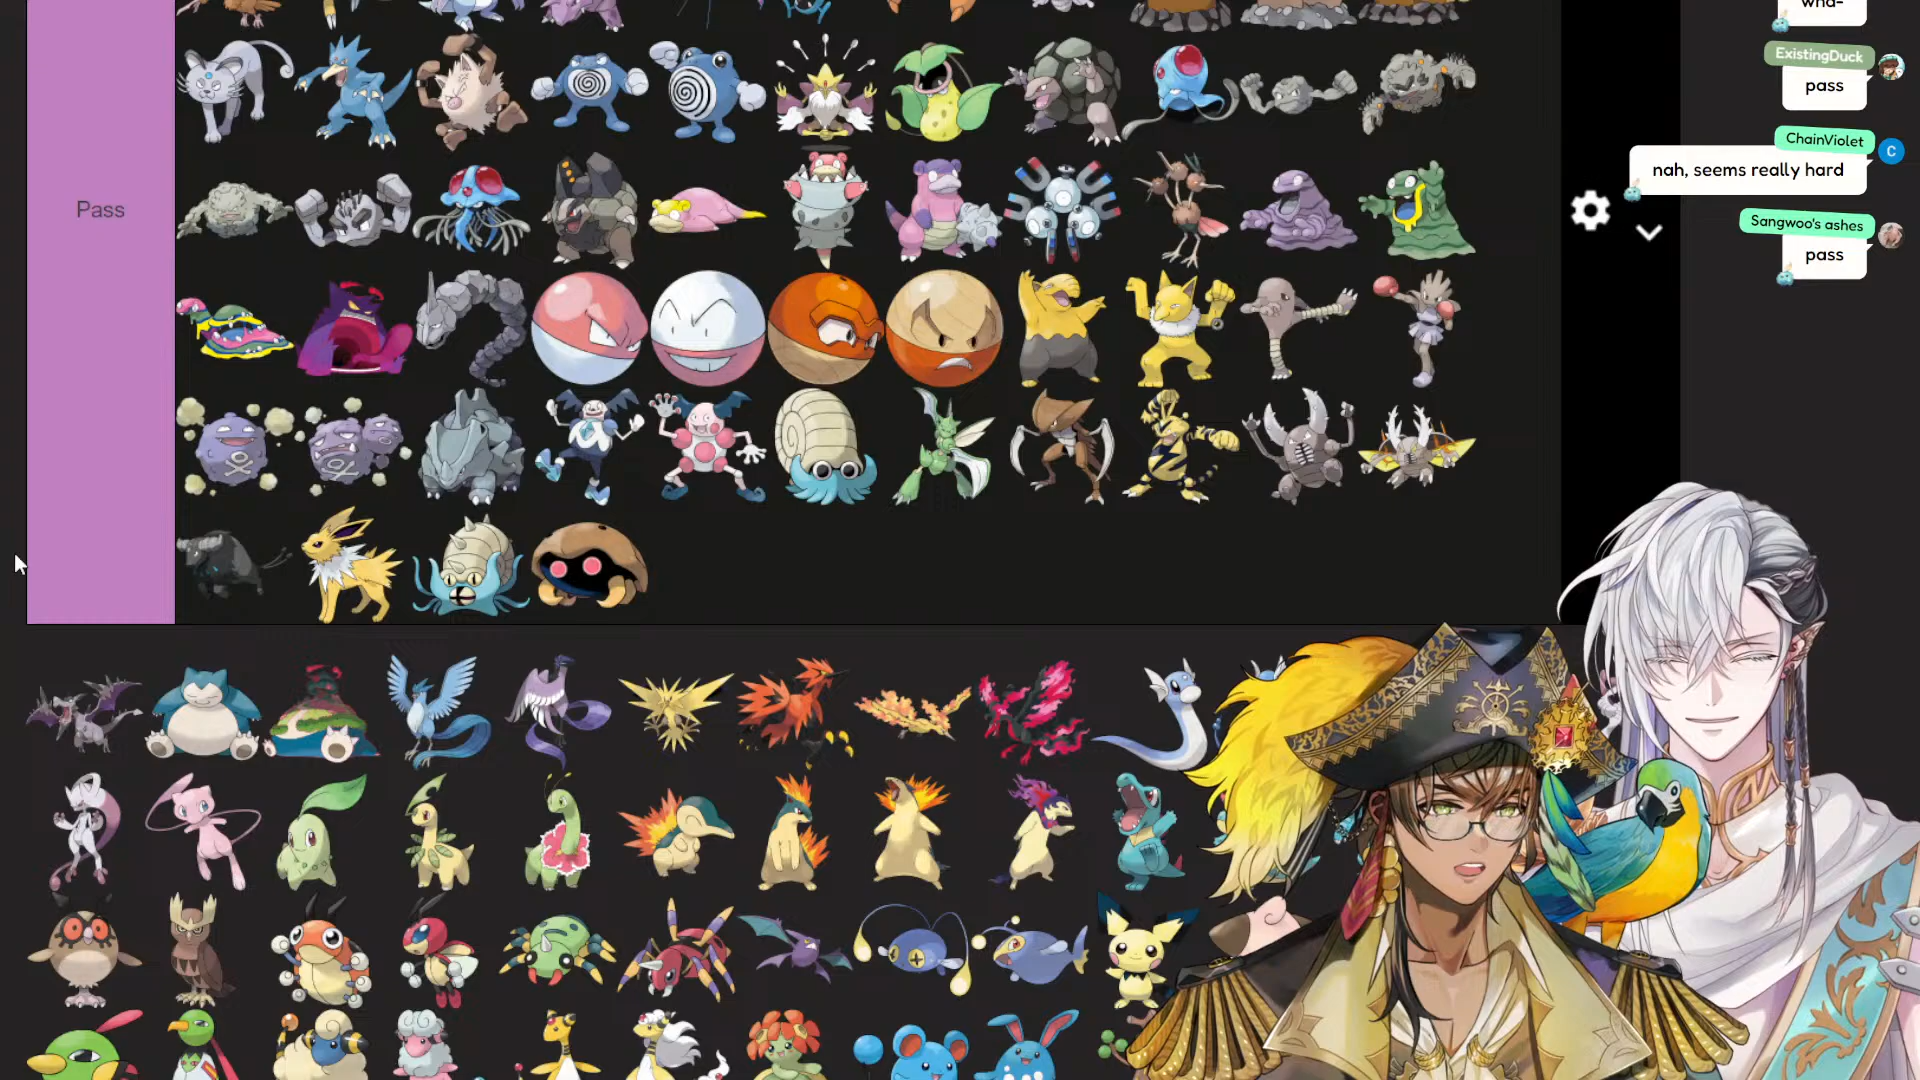 wha-
ExistingDuck
pass
ChainViolet
C
nah, seems really hard
Sangwoo's ashes
pass
Pass